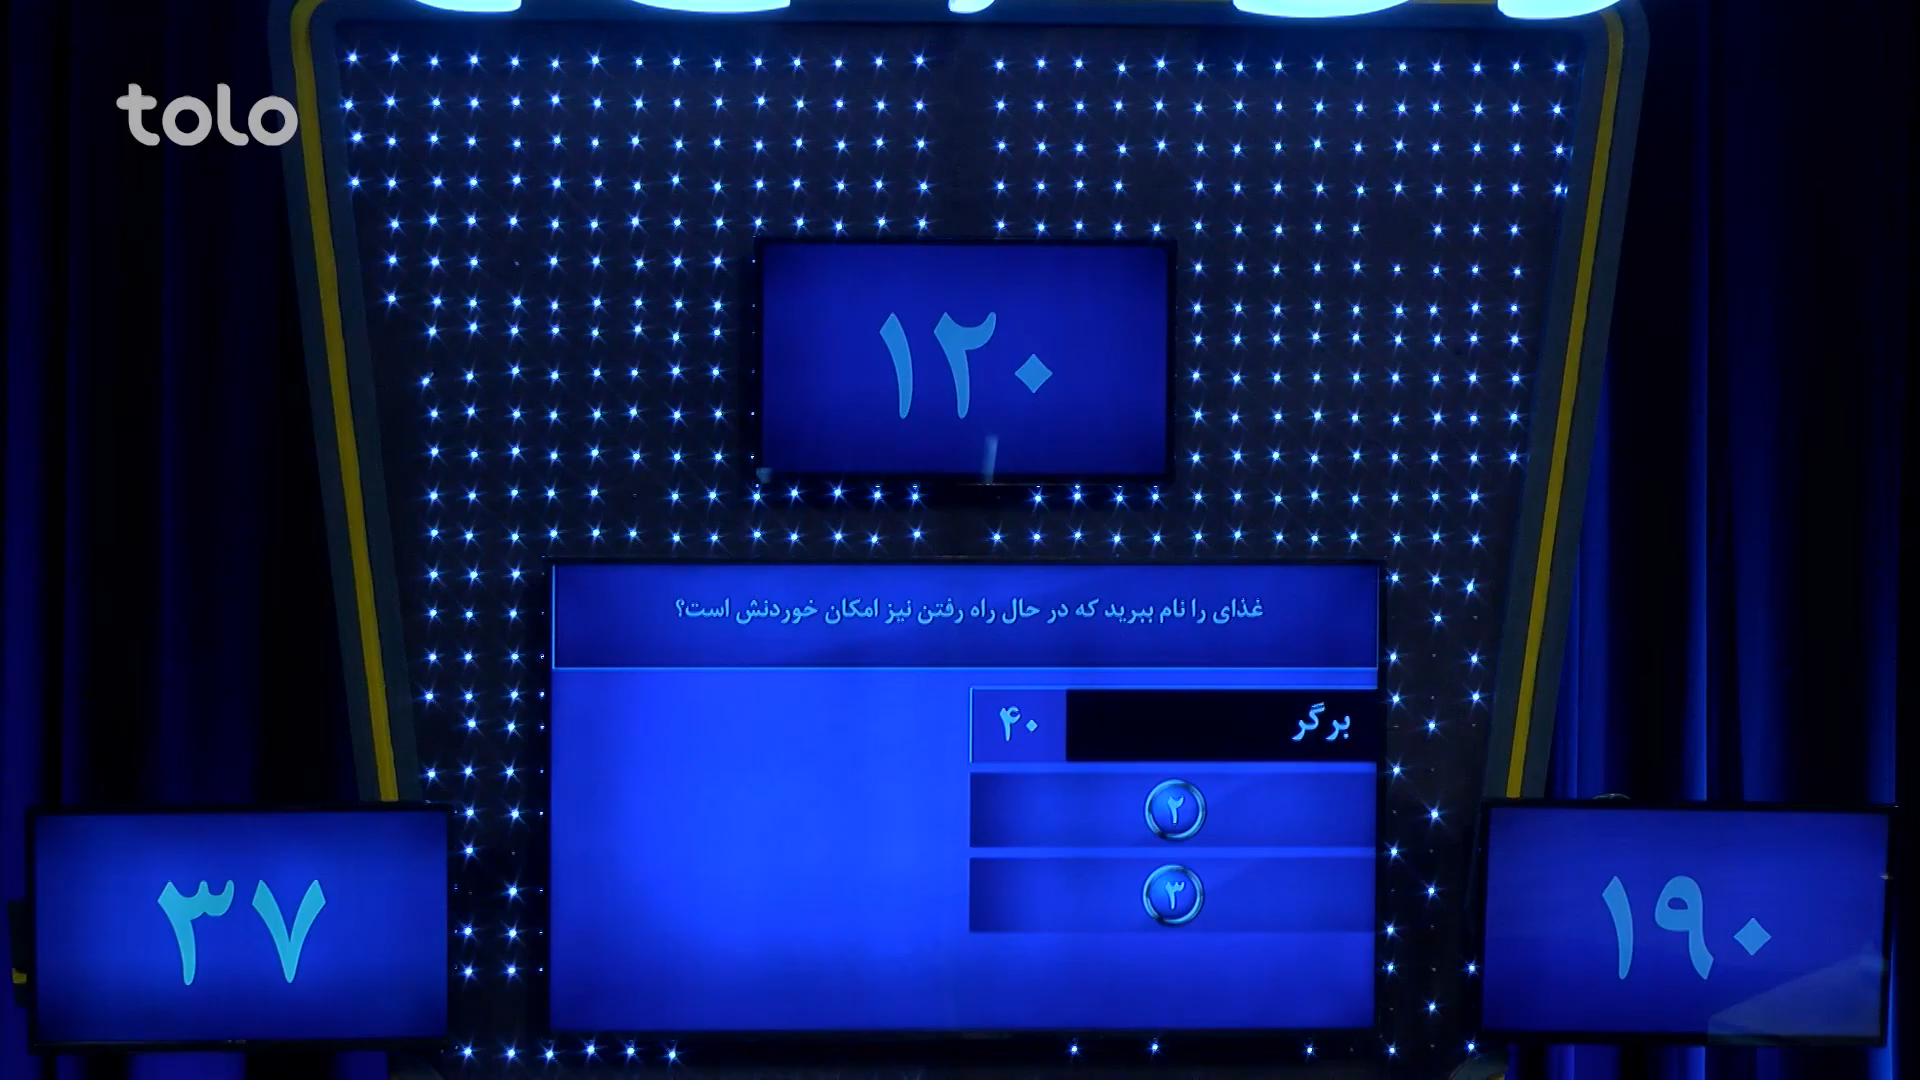 tolo
۱۲۰
غذای را نام ببرید که در حال راه رفتن نیز امکان خوردنش است؟
برگر ۴۰
۲
۳
۳۷
۱۹۰